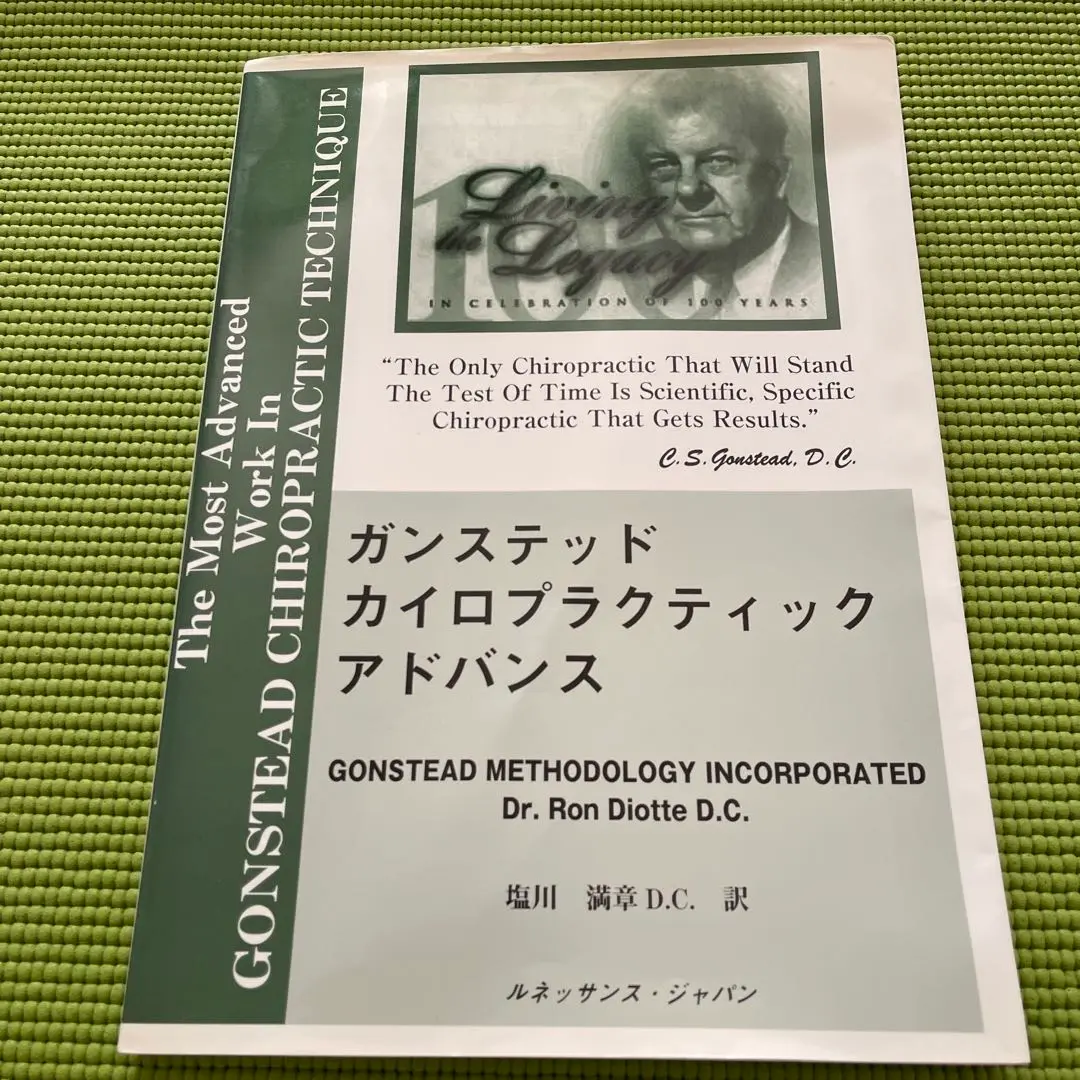 The Most Advanced
Work In
GONSTEAD CHIROPRACTIC TECHNIQUE
100
Living
the Legacy
IN CELEBRATION OF 100 YEARS
“The Only Chiropractic That Will Stand
The Test Of Time Is Scientific, Specific
Chiropractic That Gets Results.”
C.S.Gonstead, D.C.
ガンステッド
カイロプラクティック
アドバンス
GONSTEAD METHODOLOGY INCORPORATED
Dr. Ron Diotte D.C.
塩川 満章 D.C. 訳
ルネッサンス・ジャパン